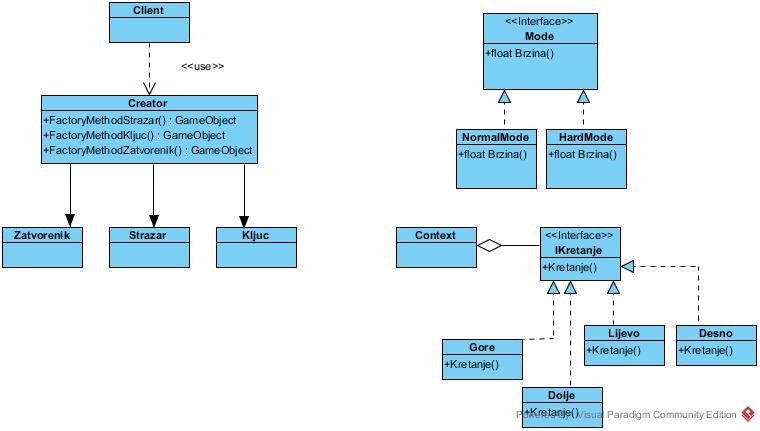 Client
<<use>>
Creator
+FactoryMethodStrazar() : GameObject
+FactoryMethodKljuc() : GameObject
+FactoryMethodZatvorenik() : GameObject
Zatvorenik
Strazar
Kljuc
<<Interface>>
Mode
+float Brzina()
NormalMode
+float Brzina()
HardMode
+float Brzina()
Context
<<Interface>>
IKretanje
+Kretanje()
Gore
+Kretanje()
Dolje
+Kretanje()
Lijevo
+Kretanje()
Desno
+Kretanje()
Powered By Visual Paradigm Community Edition